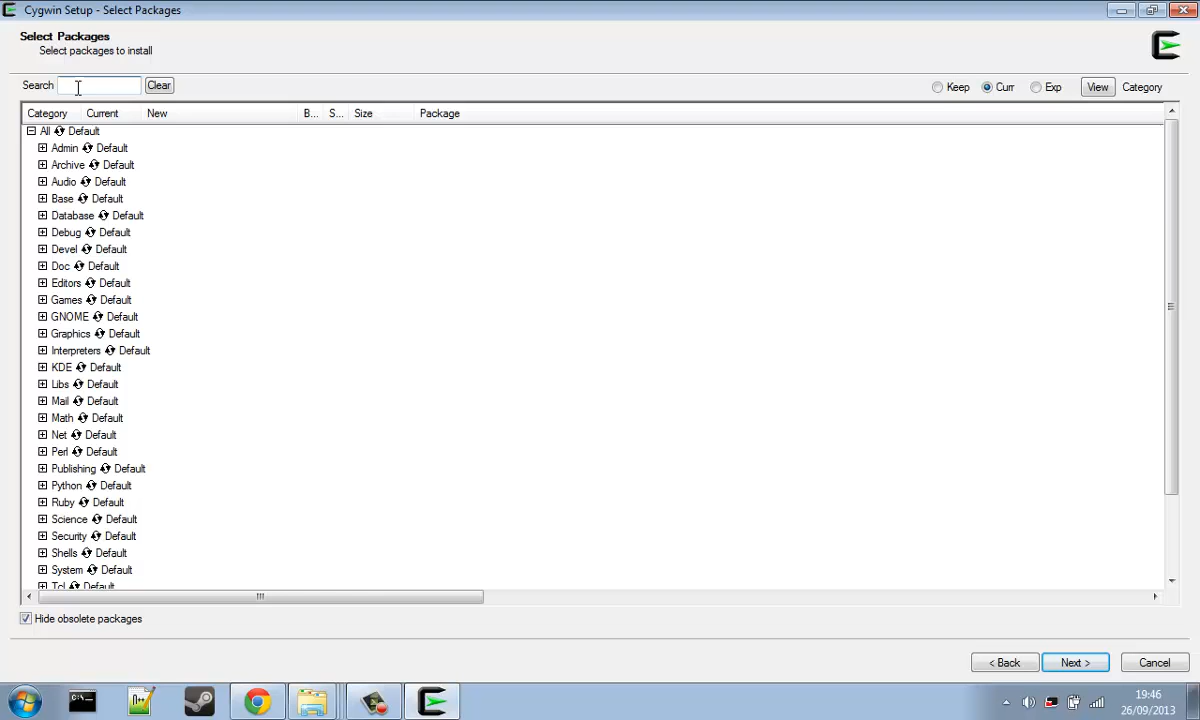 Cygwin Setup - Select Packages
Select Packages
Select packages to install
Search
Clear
Keep
Curr
Exp
View
Category
Category Current New B... S... Size Package
All Default
Admin Default
Archive Default
Audio Default
Base Default
Database Default
Debug Default
Devel Default
Doc Default
Editors Default
Games Default
GNOME Default
Graphics Default
Interpreters Default
KDE Default
Libs Default
Mail Default
Math Default
Net Default
Perl Default
Publishing Default
Python Default
Ruby Default
Science Default
Security Default
Shells Default
System Default
Tcl Default
Hide obsolete packages
< Back
Next >
Cancel
C:\.
19:46
26/09/2013